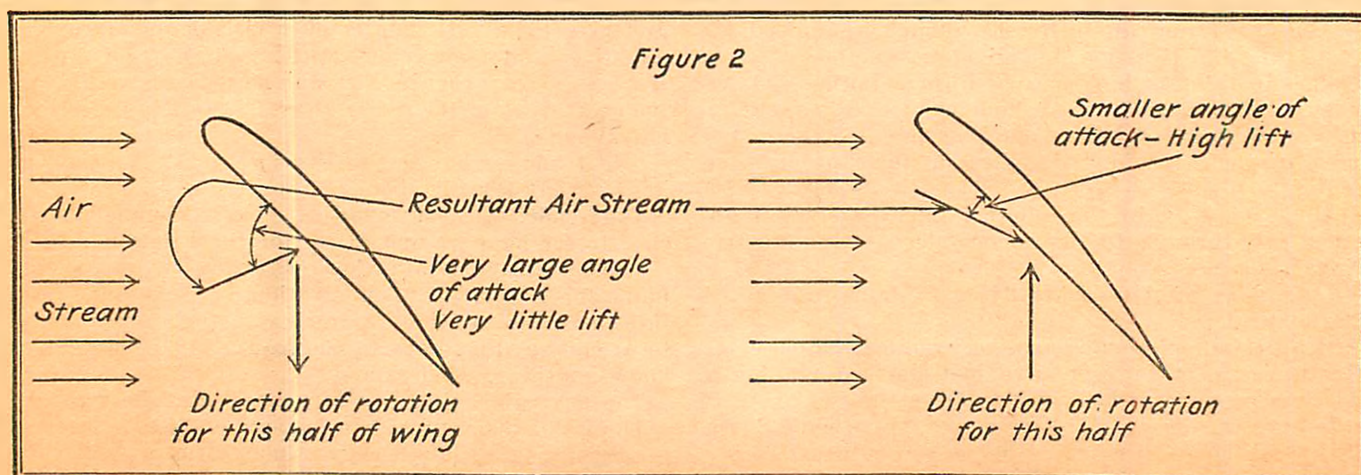 Figure 2
Air
Stream
Resultant Air Stream
Very large angle
of attack
Very little lift
Direction of rotation
for this half of wing
Smaller angle of
attack-High lift
Direction of rotation
for this half